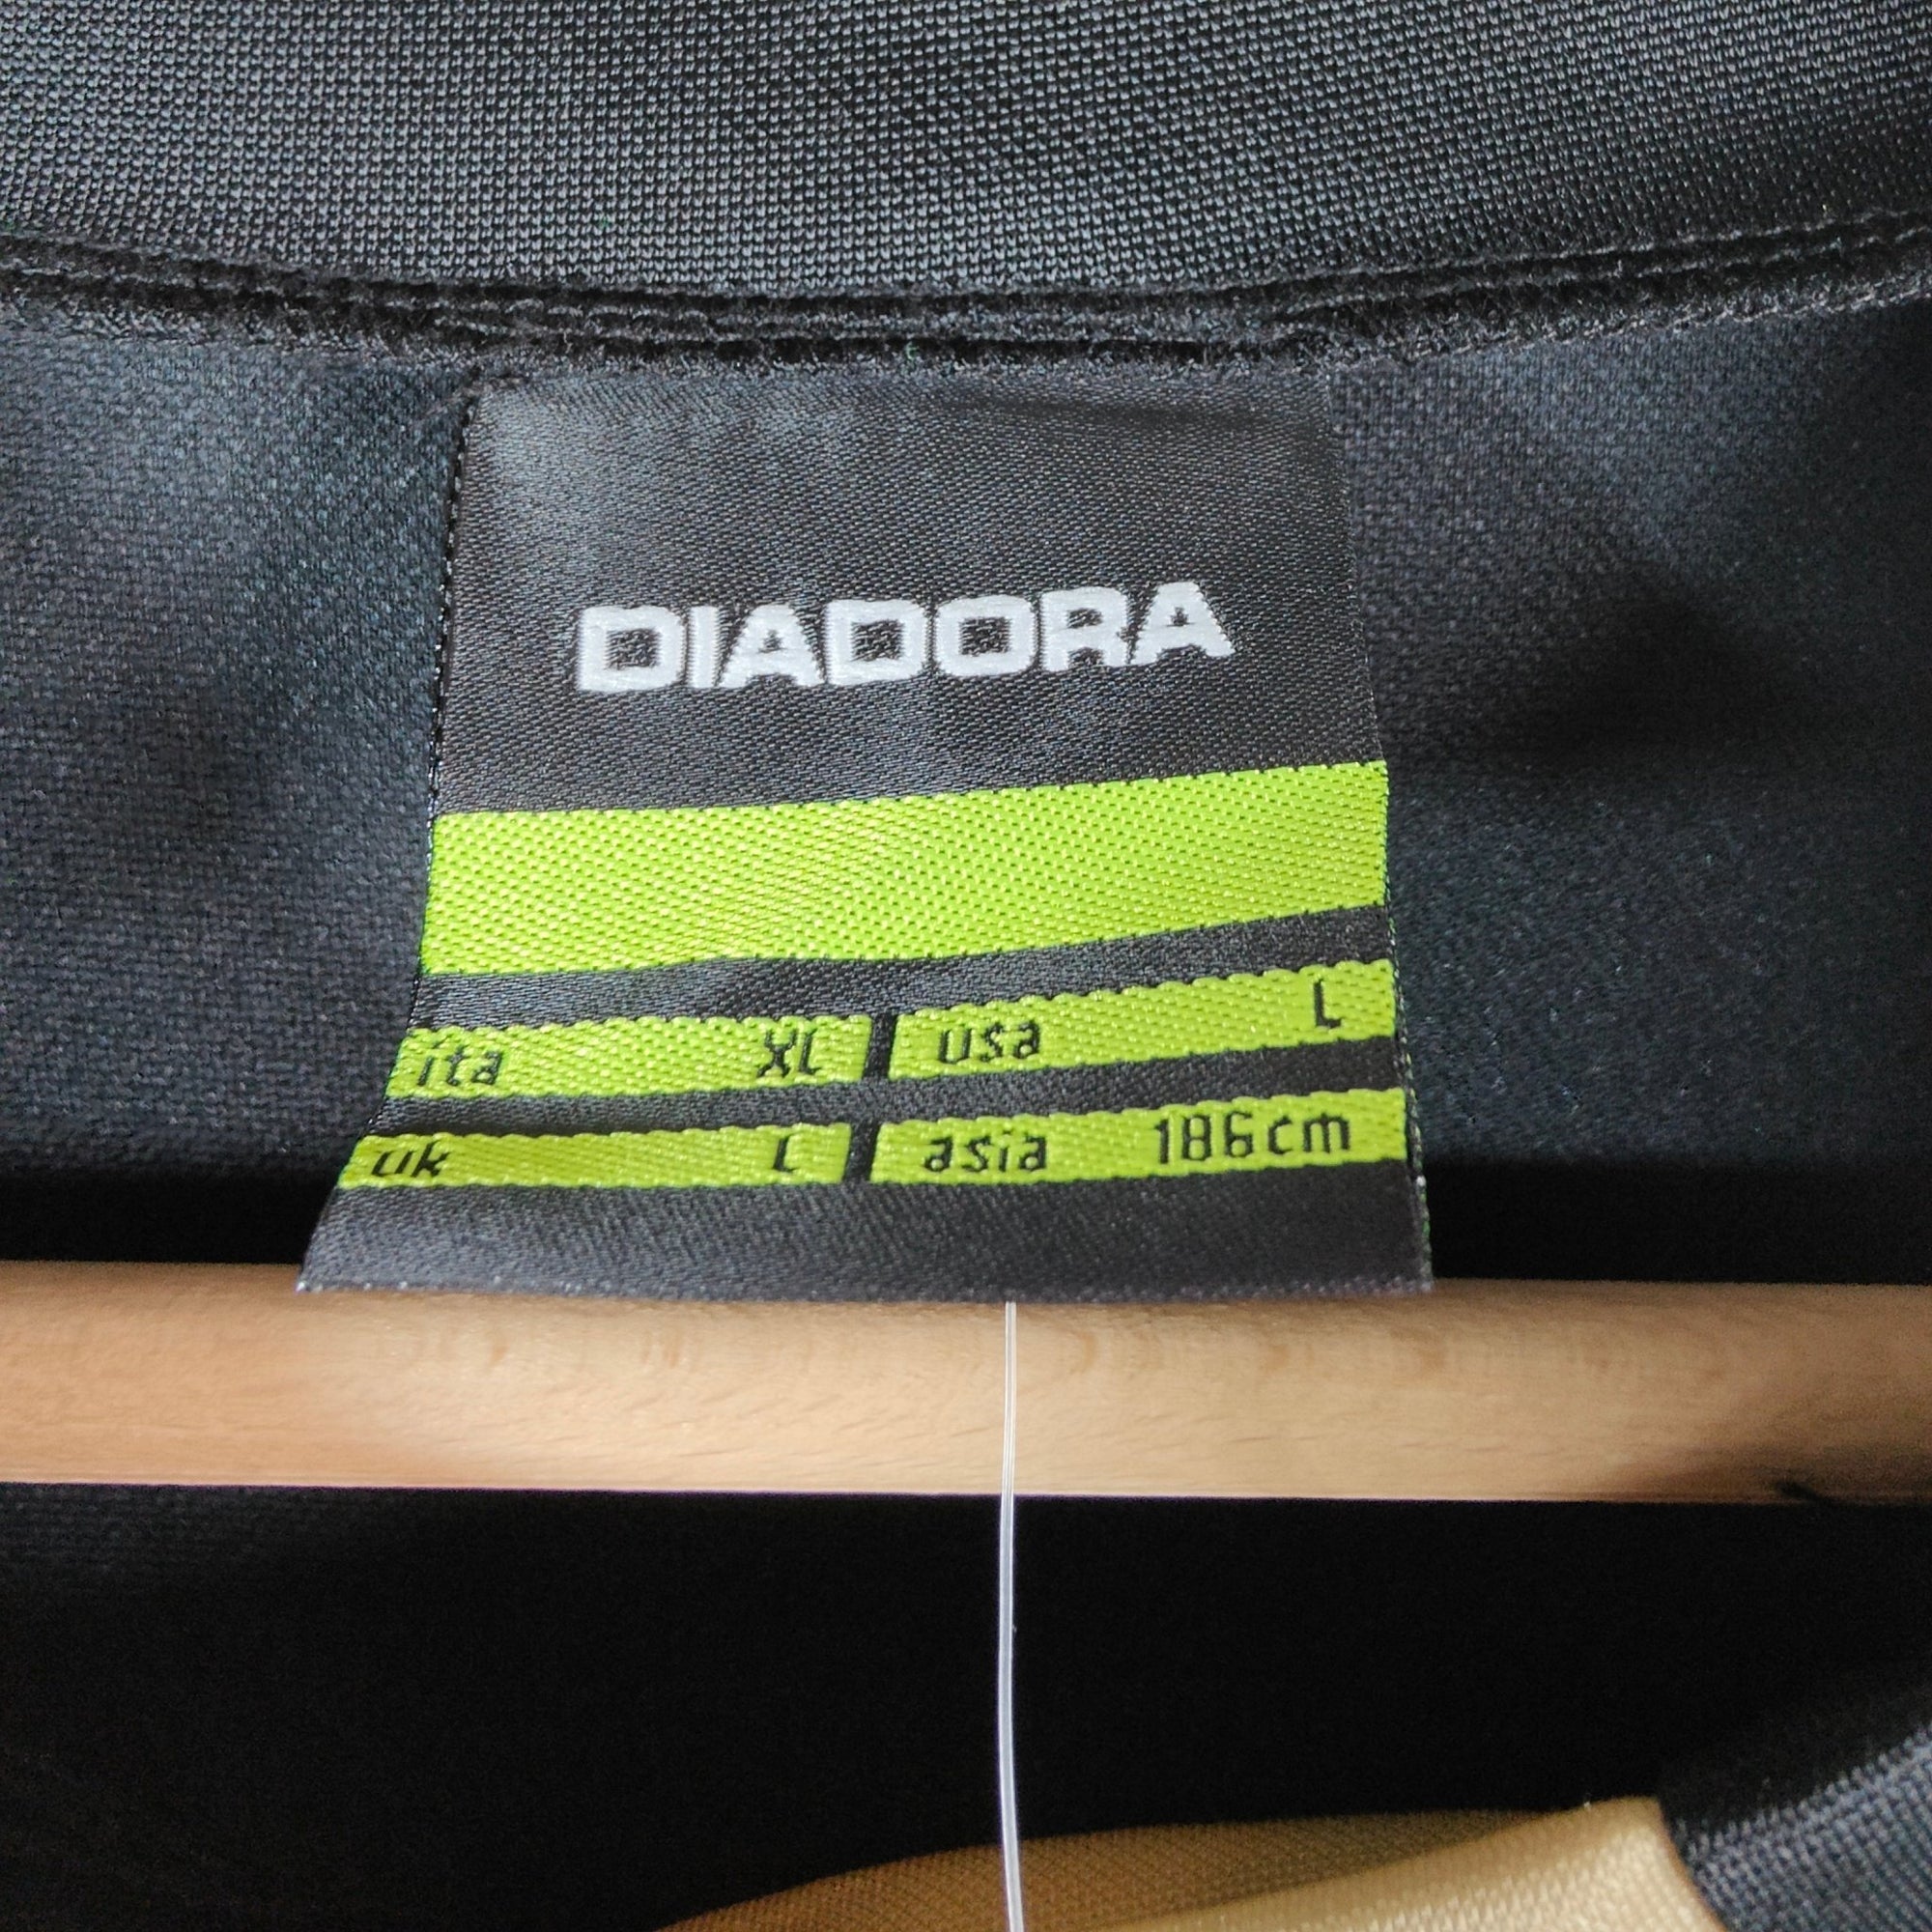 DIADORA
ita XL usa L
uk L asia 186cm